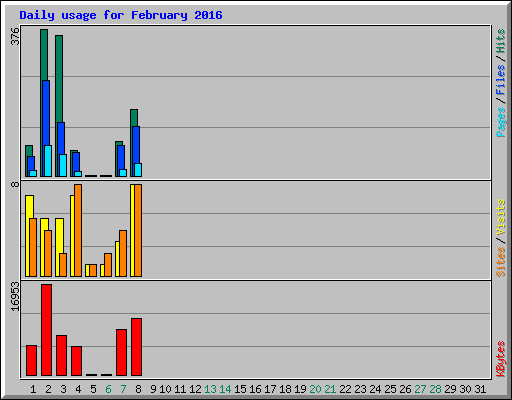 Daily usage for February 2016
376
Pages / Files / Hits
8
Sites / Visits
16953
KBytes
1 2 3 4 5 6 7 8 9 10 11 12 13 14 15 16 17 18 19 20 21 22 23 24 25 26 27 28 29 30 31